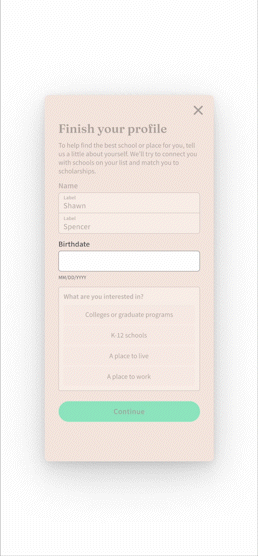 Finish your profile
To help find the best school or place for you, tell
us a little about yourself. We'll try to connect you
with schools on your list and match you to
scholarships.
Name
Label
Shawn
Label
Spencer
Birthdate
MM/DD/YYYY
What are you interested in?
Colleges or graduate programs
K-12 schools
A place to live
A place to work
Continue